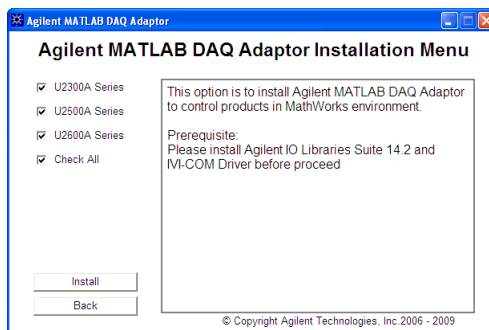 Agilent MATLAB DAQ Adaptor
Agilent MATLAB DAQ Adaptor Installation Menu
U2300A Series
U2500A Series
U2600A Series
Check All
This option is to install Agilent MATLAB DAQ Adaptor
to control products in MathWorks environment.
Prerequisite:
Please install Agilent IO Libraries Suite 14.2 and
IVI-COM Driver before proceed
Install
Back
© Copyright Agilent Technologies, Inc.2006 - 2009